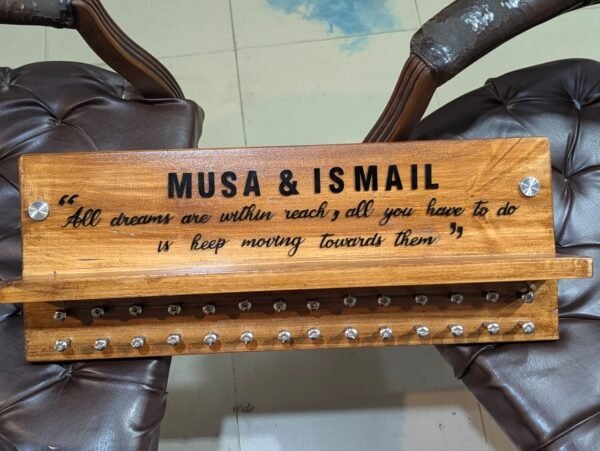 MUSA & ISMAIL
“All dreams are within reach, all you have to do
is keep moving towards them”